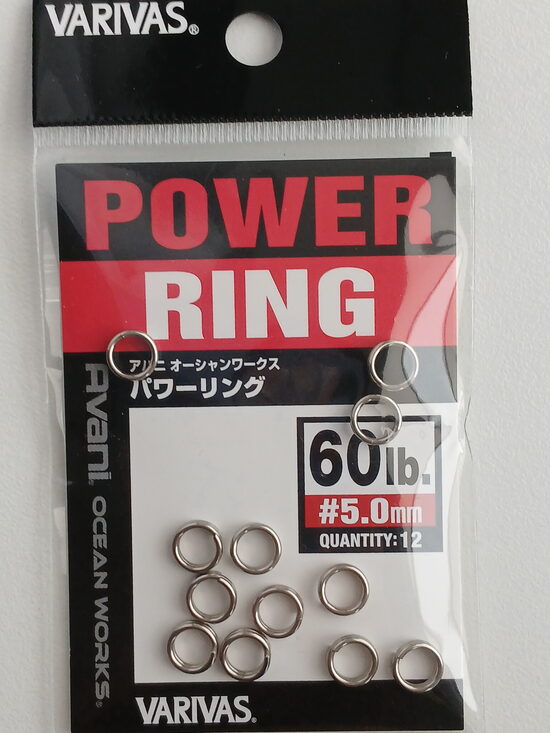 VARIVAS®
POWER
RING
アバニ オーシャンワークス
パワーリング
Avani OCEAN WORKS®
60lb.
#5.0mm
QUANTITY:12
VARIVAS®